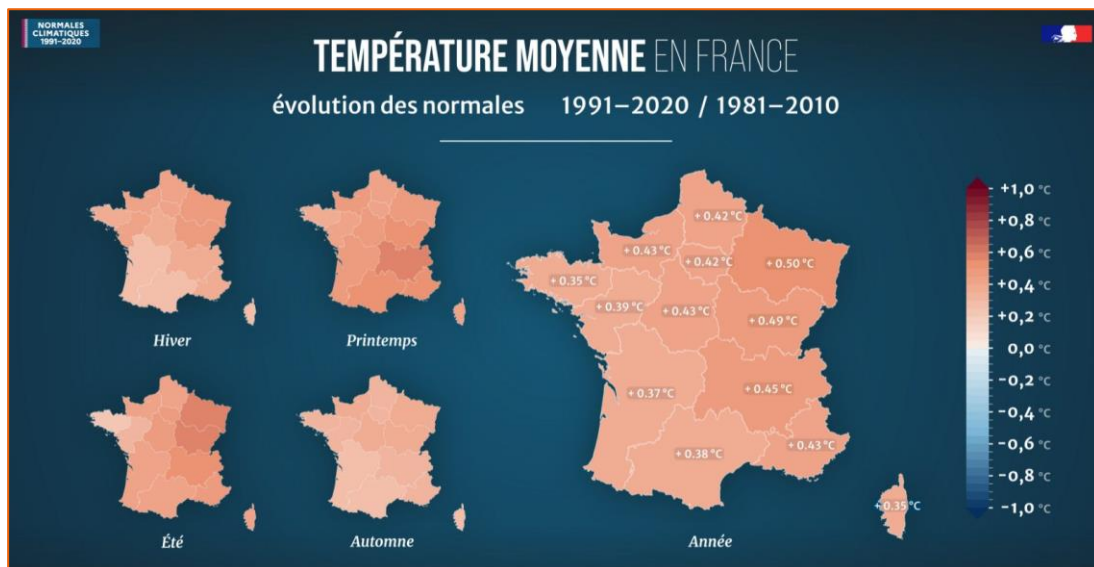 NORMALES
CLIMATIQUES
1991–2020
TEMPÉRATURE MOYENNE EN FRANCE
évolution des normales 1991–2020 / 1981–2010
Hiver
Printemps
Été
Automne
+ 0.42 °C
+ 0.43 °C
+ 0.42 °C
+ 0.50 °C
+ 0.35 °C
+ 0.39 °C
+ 0.43 °C
+ 0.49 °C
+ 0.37 °C
+ 0.45 °C
+ 0.38 °C
+ 0.43 °C
+ 0.35 °C
Année
+1,0 °C
+0,8 °C
+0,6 °C
+0,4 °C
+0,2 °C
0,0 °C
-0,2 °C
-0,4 °C
-0,6 °C
-0,8 °C
-1,0 °C